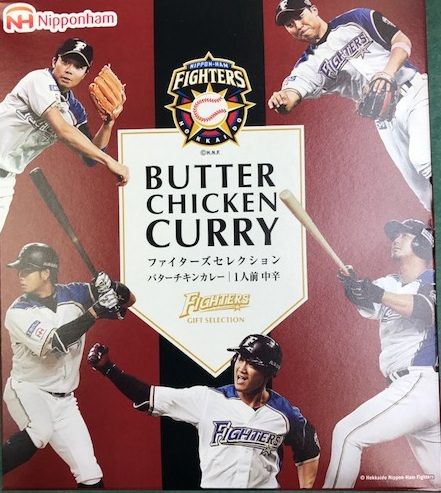 NH
Nipponham
NIPPON-HAM
FIGHTERS
HOKKAIDO
©H.N.F.
BUTTER
CHICKEN
CURRY
ファイターズセレクション
バターチキンカレー | 1人前 中辛
FIGHTERS
GIFT SELECTION
FIGHTERS
© Hokkaido Nippon-Ham Fighters